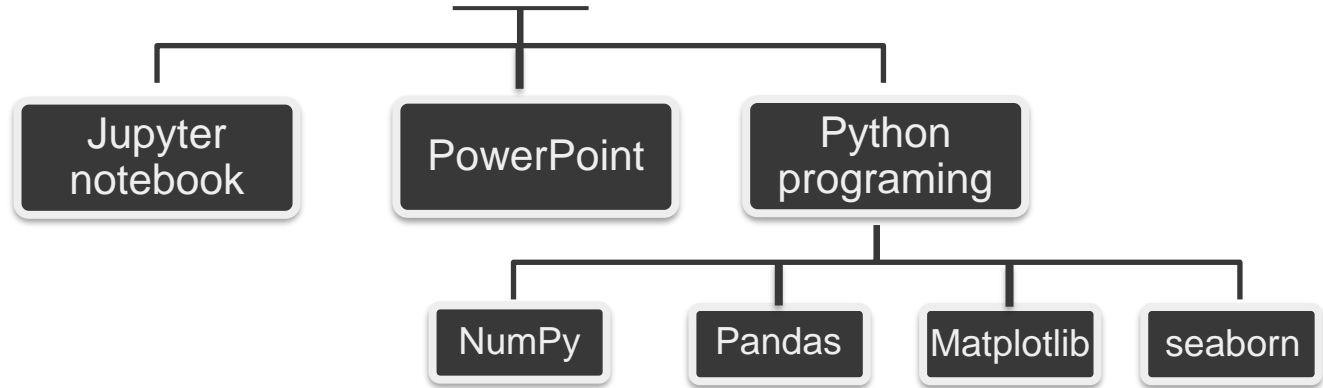 Jupyter
notebook
PowerPoint
Python
programing
NumPy
Pandas
Matplotlib
seaborn